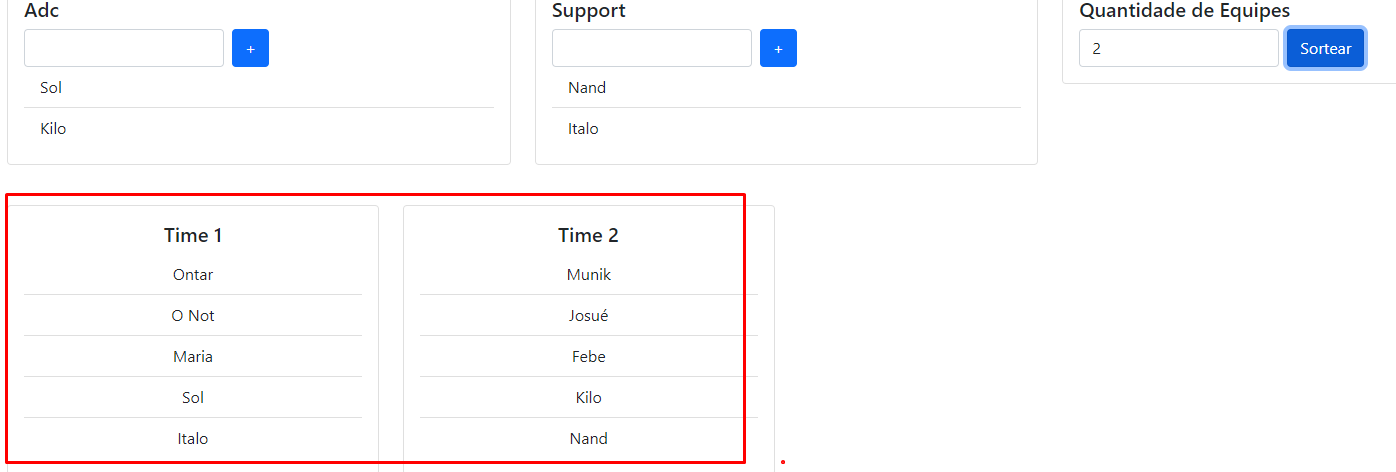 Adc
+
Sol
Kilo
Support
+
Nand
Italo
Quantidade de Equipes
2
Sortear
Time 1
Ontar
O Not
Maria
Sol
Italo
Time 2
Munik
Josué
Febe
Kilo
Nand